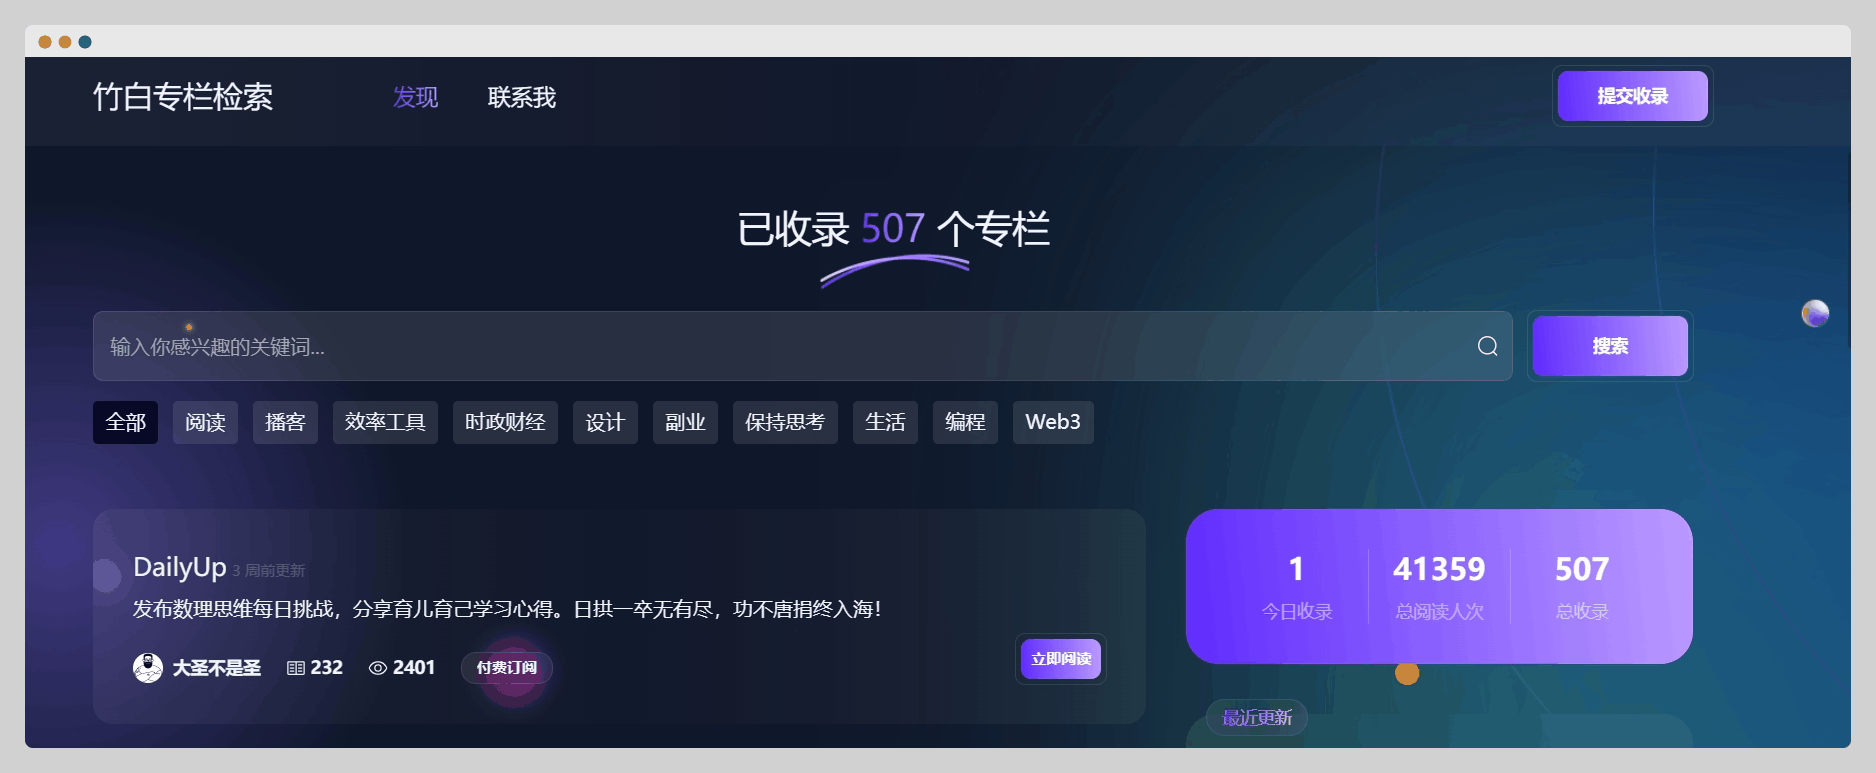 竹白专栏检索
发现
联系我
提交收录
已收录 507 个专栏
输入你感兴趣的关键词...
搜索
全部
阅读
播客
效率工具
时政财经
设计
副业
保持思考
生活
编程
Web3
DailyUp 3 周前更新
发布数理思维每日挑战，分享育儿育己学习心得。日拱一卒无有尽，功不唐捐终入海！
大圣不是圣 232 2401 付费订阅
立即阅读
1
今日收录
41359
总阅读人次
507
总收录
最近更新